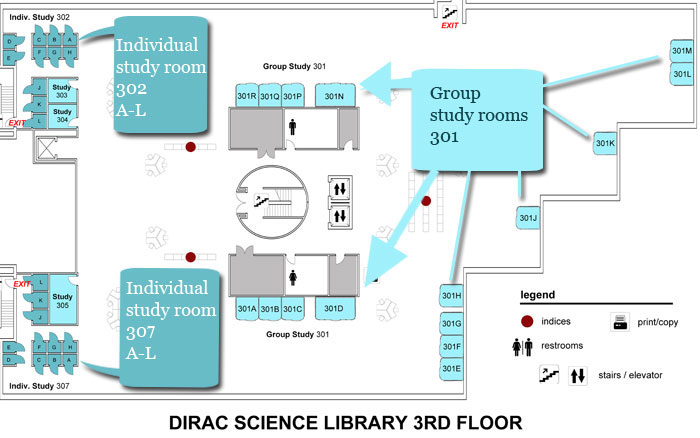 Indiv. Study 302
EXIT
Individual
study room
302
A-L
Group Study 301
301M
301L
D
C
B
A
E
F
G
H
301R
301Q
301P
301N
Group
study rooms
301
J
Study
303
K
L
Study
304
EXIT
301K
301J
EXIT
L
K
J
Study
305
Individual
study room
307
A-L
301A
301B
301C
301D
Group Study 301
301H
301G
301F
301E
legend
indices
print/copy
restrooms
stairs / elevator
E
F
G
H
D
C
B
A
Indiv. Study 307
DIRAC SCIENCE LIBRARY 3RD FLOOR